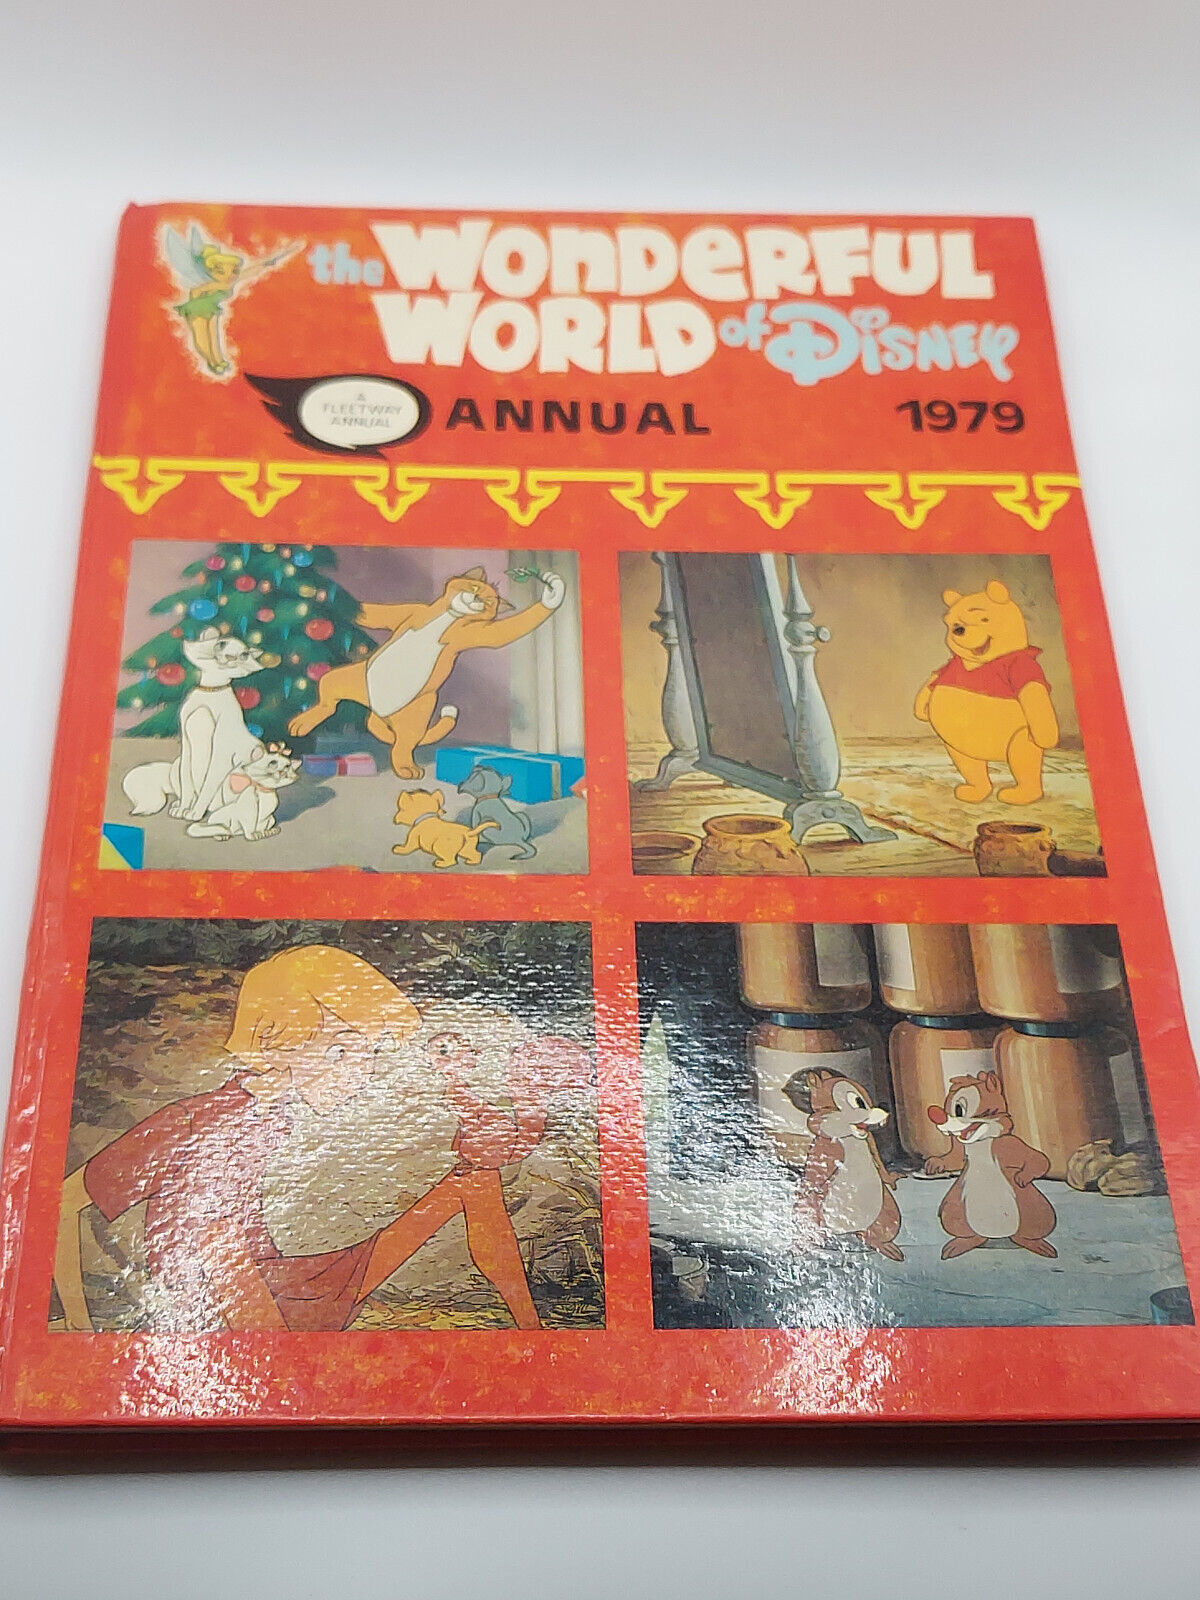 the WONDERFUL
WORLD of DISNEY
A
FLEETWAY
ANNUAL
ANNUAL 1979